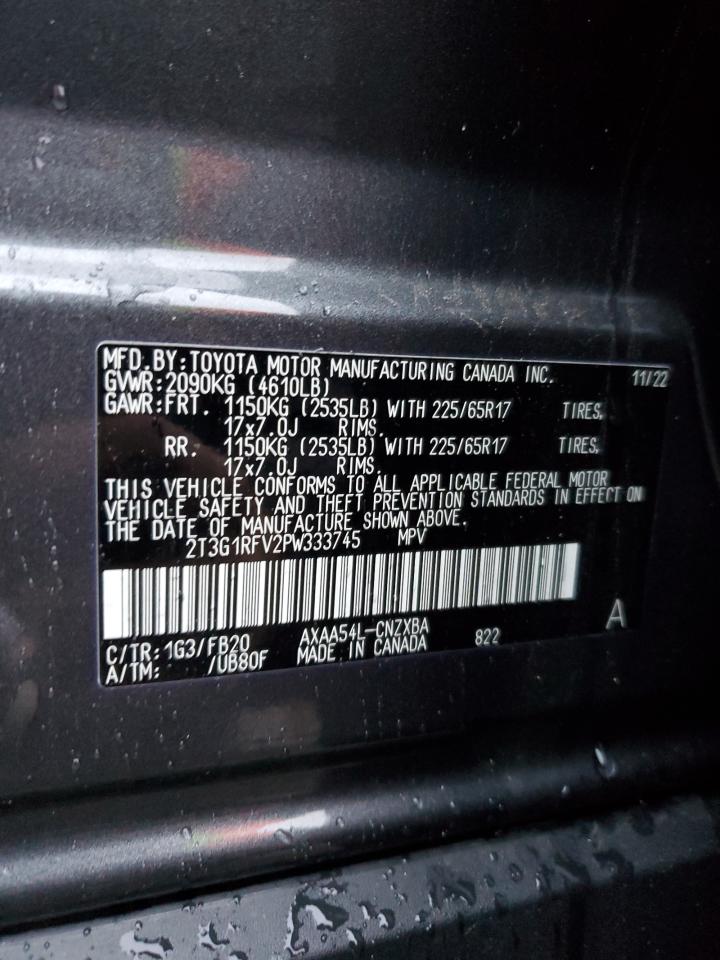 MFD.BY:TOYOTA MOTOR MANUFACTURING CANADA INC. 11/22
GVWR:2090KG (4610LB)
GAWR:FRT. 1150KG (2535LB) WITH 225/65R17 TIRES,
17x7.0J RIMS.
RR. 1150KG (2535LB) WITH 225/65R17 TIRES,
17x7.0J RIMS.
THIS VEHICLE CONFORMS TO ALL APPLICABLE FEDERAL MOTOR
VEHICLE SAFETY AND THEFT PREVENTION STANDARDS IN EFFECT ON
THE DATE OF MANUFACTURE SHOWN ABOVE.
2T3G1RFV2PW333745 MPV
C/TR:1G3/FB20 AXAA54L-CNZXBA 822 A
A/TM: /UB80F MADE IN CANADA